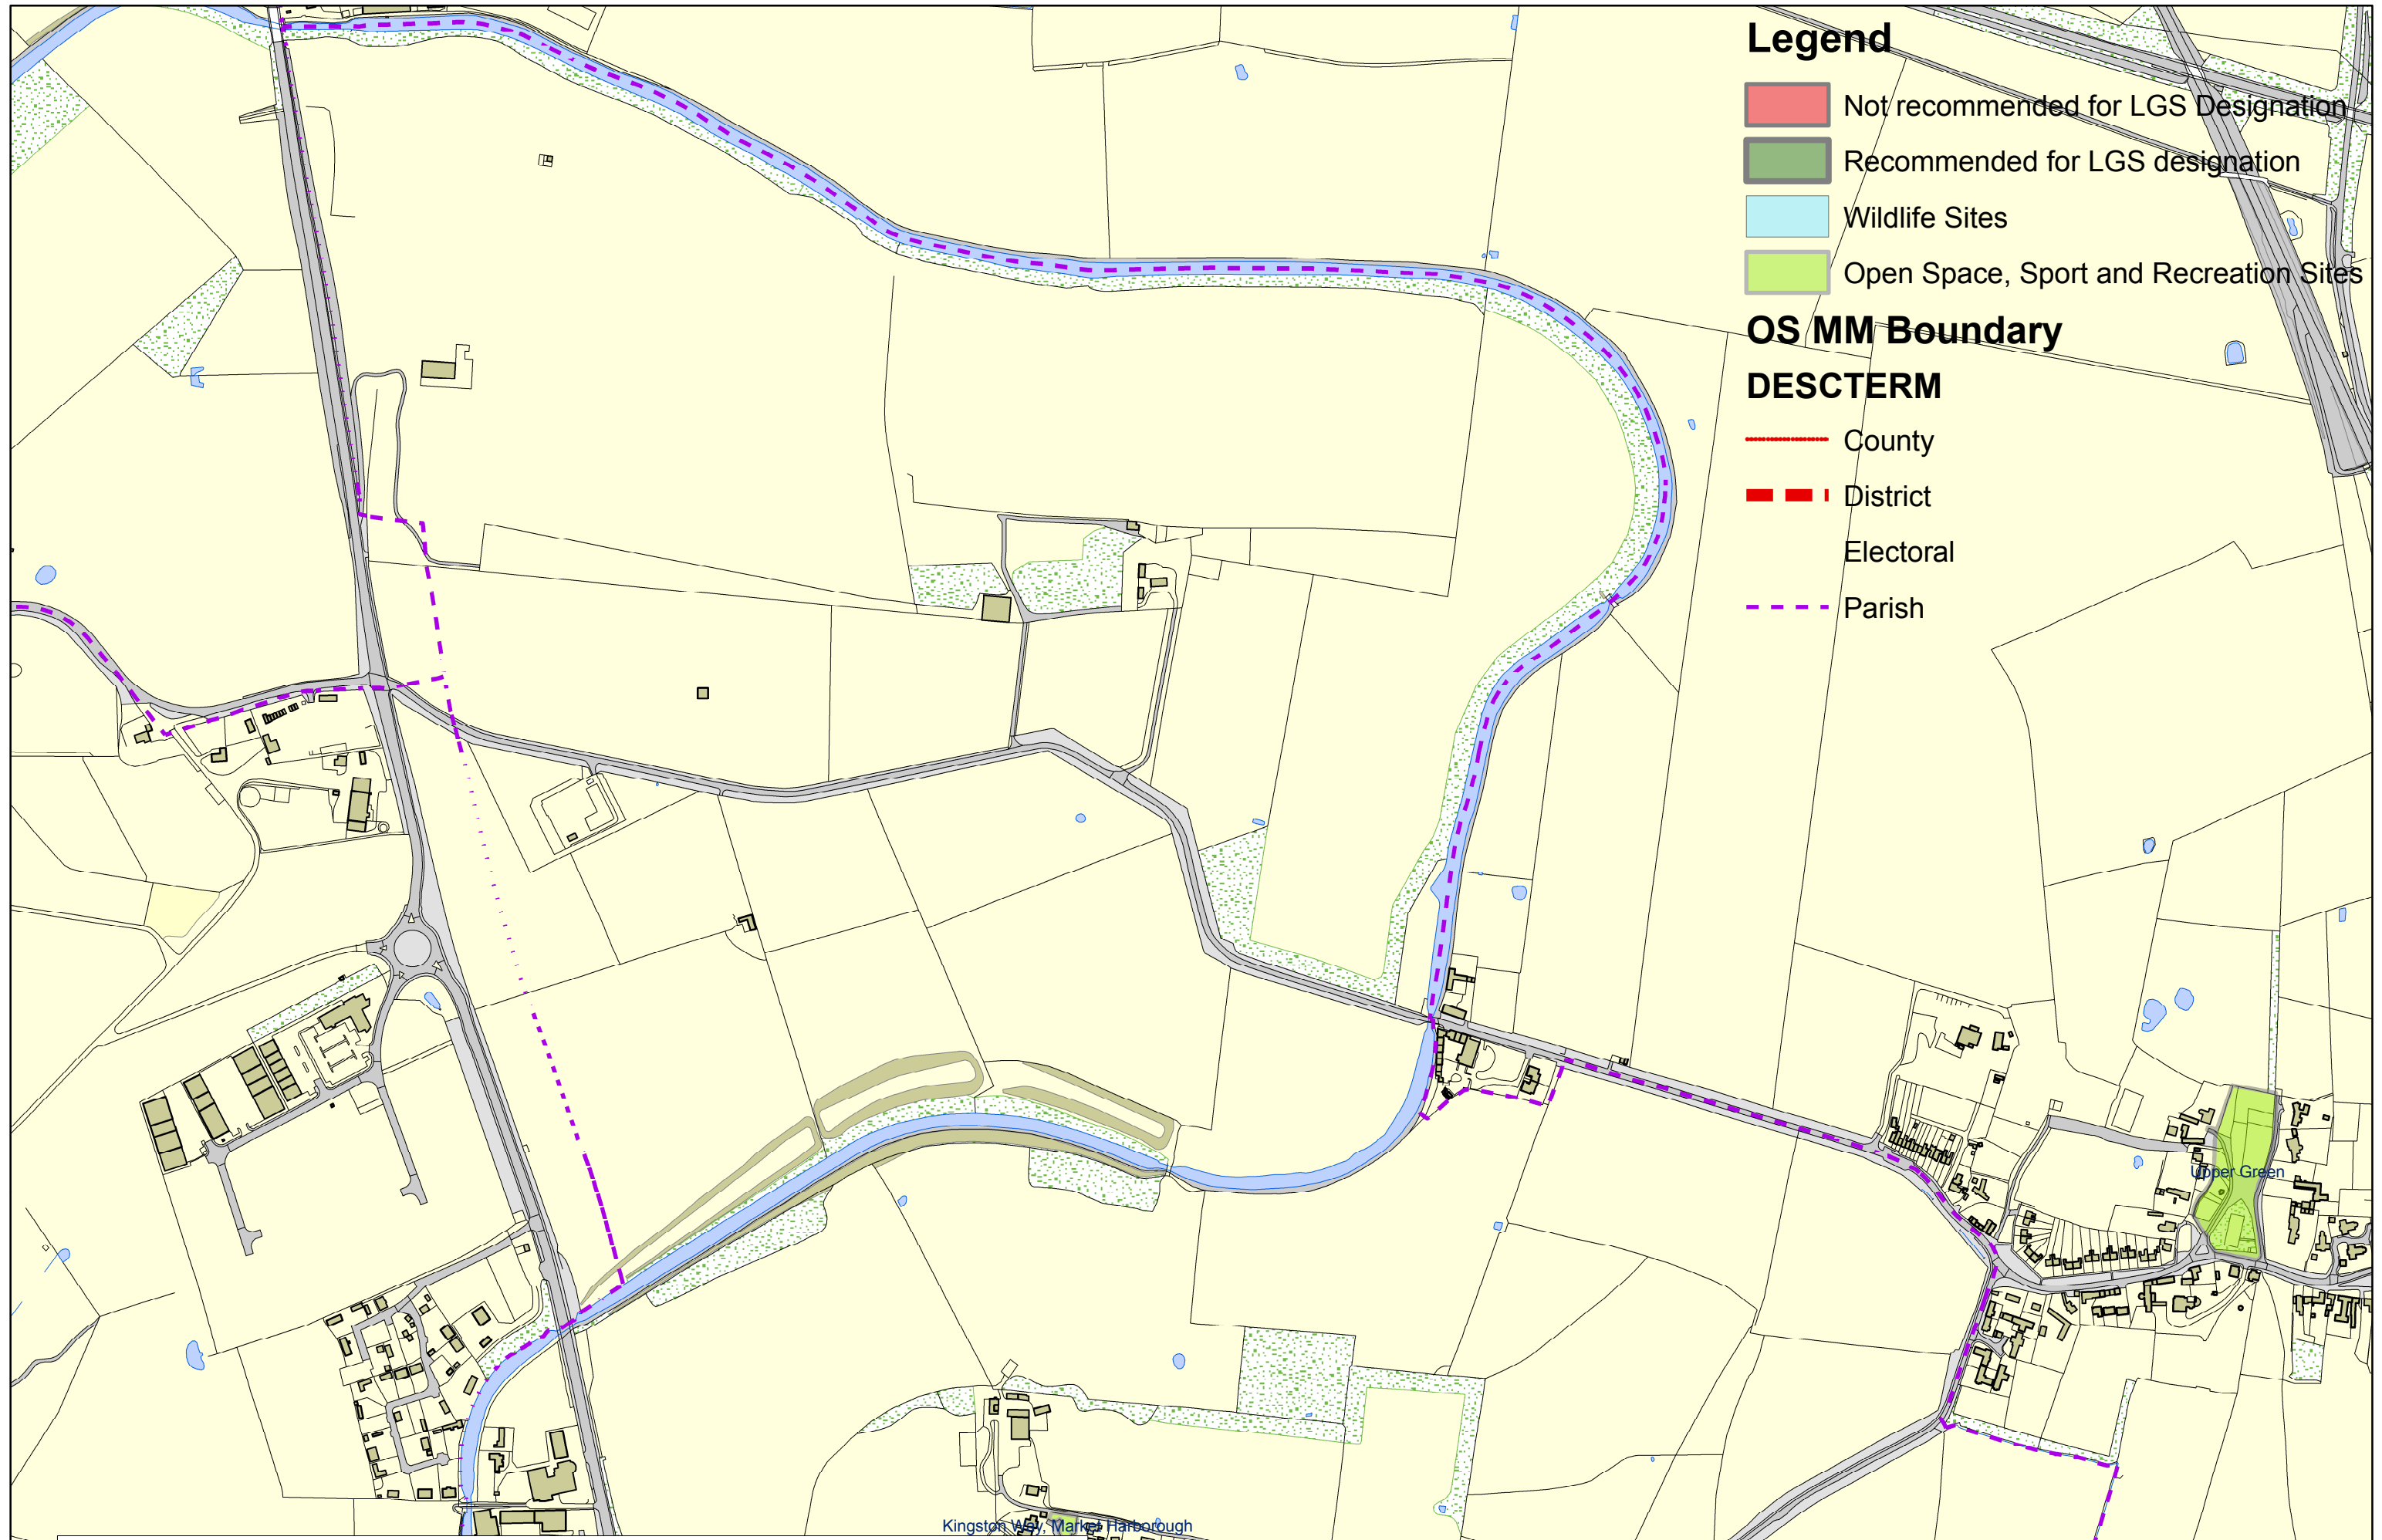 Legend
Not recommended for LGS Designation
Recommended for LGS designation
Wildlife Sites
Open Space, Sport and Recreation Sites
OS MM Boundary
DESCTERM
County
District
Electoral
Parish
Upper Green
Kingston Way, Market Harborough